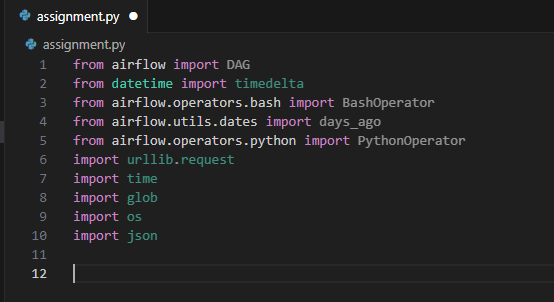 assignment.py
assignment.py
1 from airflow import DAG
2 from datetime import timedelta
3 from airflow.operators.bash import BashOperator
4 from airflow.utils.dates import days_ago
5 from airflow.operators.python import PythonOperator
6 import urllib.request
7 import time
8 import glob
9 import os
10 import json
11
12